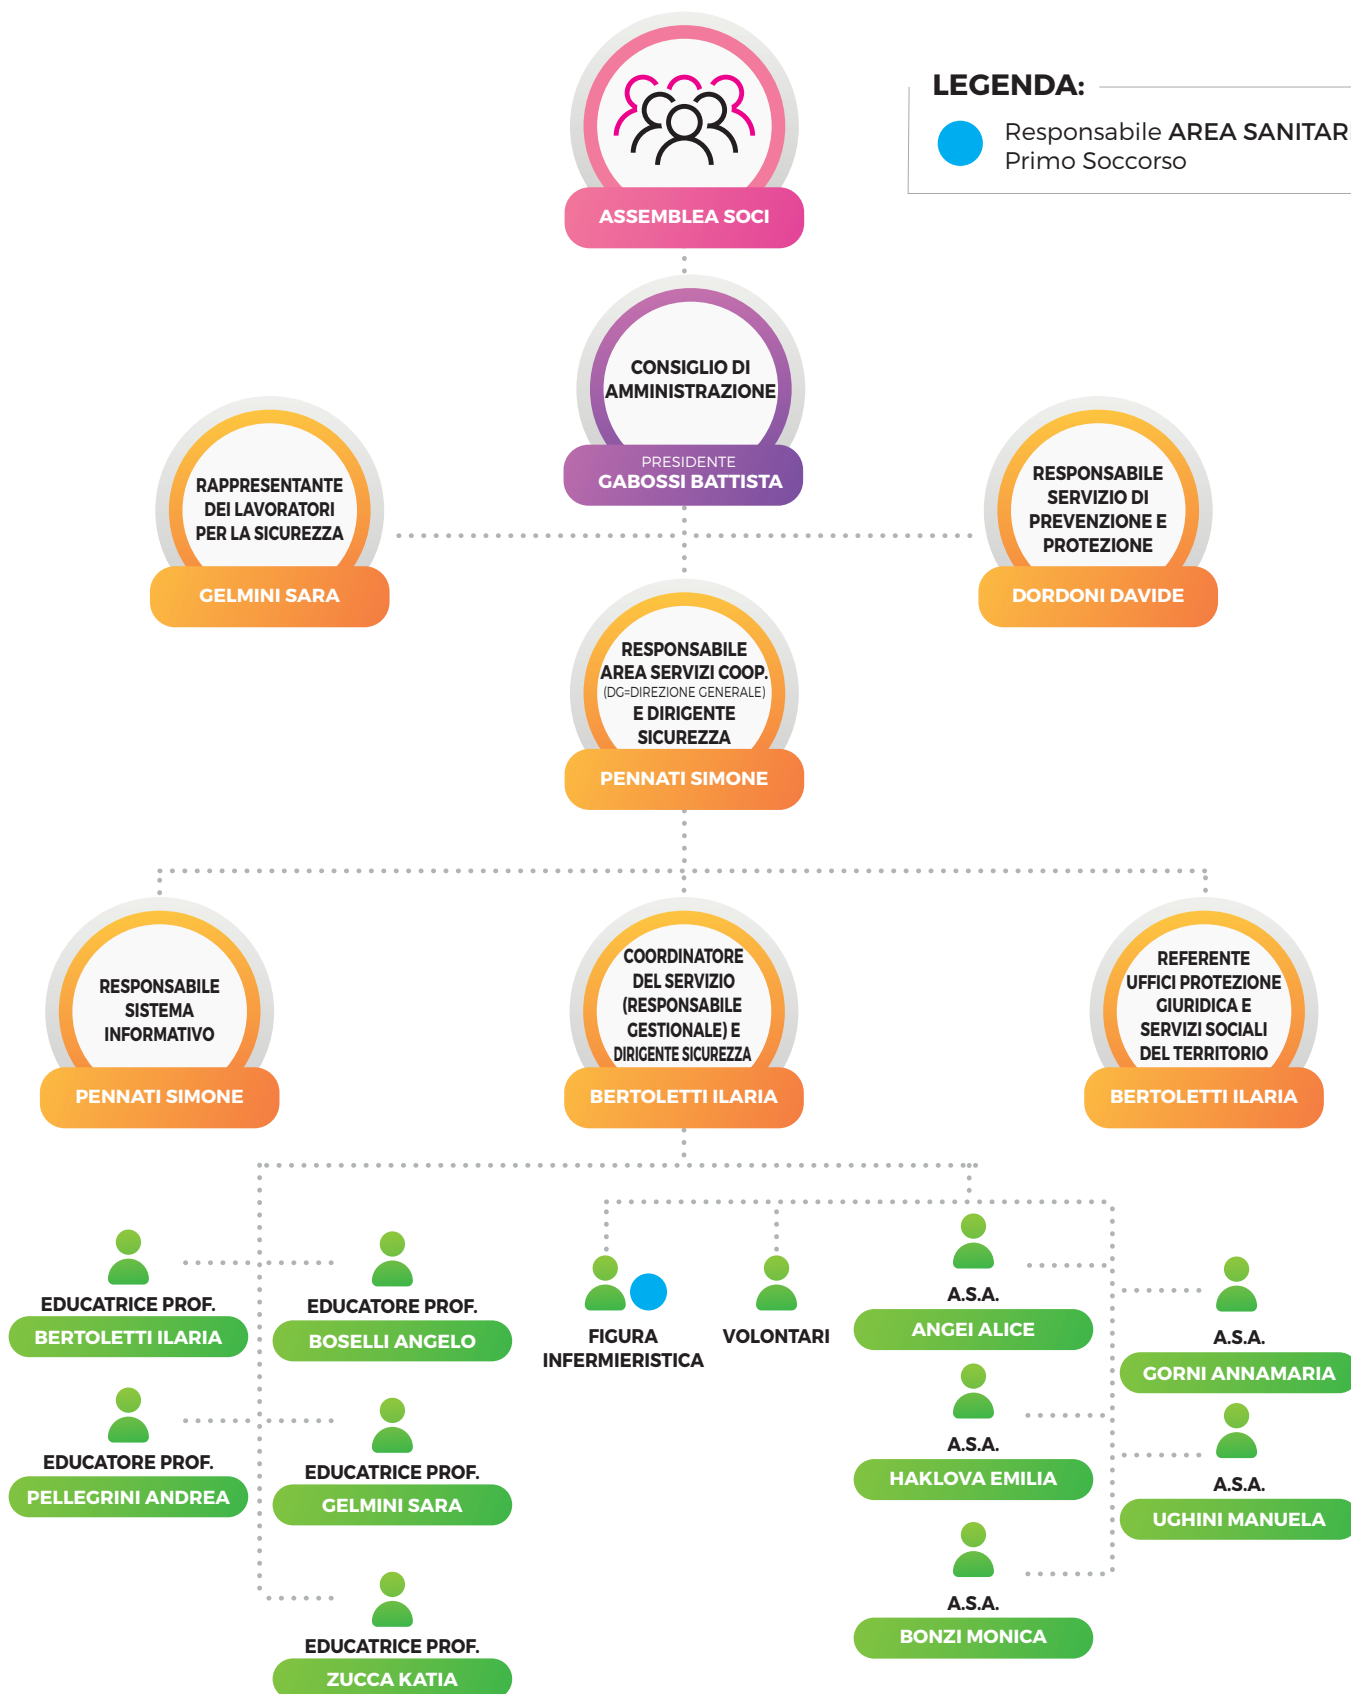 LEGENDA:
Responsabile AREA SANITARI
Primo Soccorso
ASSEMBLEA SOCI
CONSIGLIO DI
AMMINISTRAZIONE
PRESIDENTE
GABOSSI BATTISTA
RAPPRESENTANTE
DEI LAVORATORI
PER LA SICUREZZA
GELMINI SARA
RESPONSABILE
SERVIZIO DI
PREVENZIONE E
PROTEZIONE
DORDONI DAVIDE
RESPONSABILE
AREA SERVIZI COOP.
(DG=DIREZIONE GENERALE)
E DIRIGENTE
SICUREZZA
PENNATI SIMONE
RESPONSABILE
SISTEMA
INFORMATIVO
PENNATI SIMONE
COORDINATORE
DEL SERVIZIO
(RESPONSABILE
GESTIONALE) E
DIRIGENTE SICUREZZA
BERTOLETTI ILARIA
REFERENTE
UFFICI PROTEZIONE
GIURIDICA E
SERVIZI SOCIALI
DEL TERRITORIO
BERTOLETTI ILARIA
EDUCATRICE PROF.
BERTOLETTI ILARIA
EDUCATORE PROF.
BOSELLI ANGELO
EDUCATORE PROF.
PELLEGRINI ANDREA
EDUCATRICE PROF.
GELMINI SARA
EDUCATRICE PROF.
ZUCCA KATIA
FIGURA
INFERMIERISTICA
VOLONTARI
A.S.A.
ANGEI ALICE
A.S.A.
GORNI ANNAMARIA
A.S.A.
HAKLOVA EMILIA
A.S.A.
UGHINI MANUELA
A.S.A.
BONZI MONICA